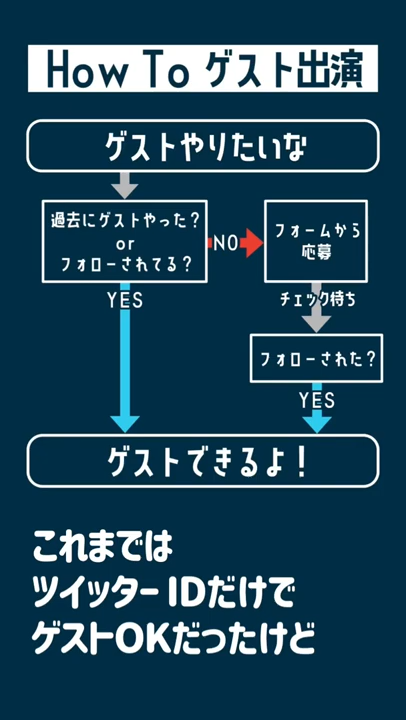 How To ゲスト出演
ゲストやりたいな
過去にゲストやった？
or
フォローされてる？
NO
フォームから
応募
YES
チェック待ち
フォローされた？
YES
ゲストできるよ！
これまでは
ツイッターIDだけで
ゲストOKだったけど